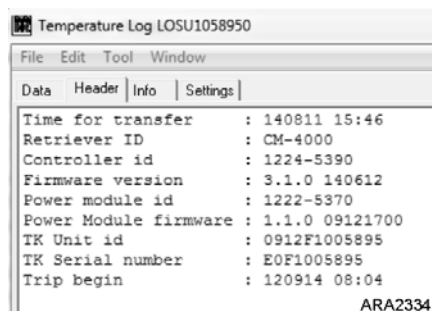 Temperature Log LOSU1058950
File Edit Tool Window
Data Header Info Settings
Time for transfer : 140811 15:46
Retriever ID : CM-4000
Controller id : 1224-5390
Firmware version : 3.1.0 140612
Power module id : 1222-5370
Power Module firmware : 1.1.0 09121700
TK Unit id : 0912F1005895
TK Serial number : E0F1005895
Trip begin : 120914 08:04
ARA2334